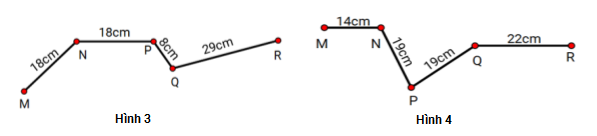 18cm
18cm
8cm
29cm
M
N
P
Q
R
Hình 3
14cm
19cm
19cm
22cm
M
N
P
Q
R
Hình 4